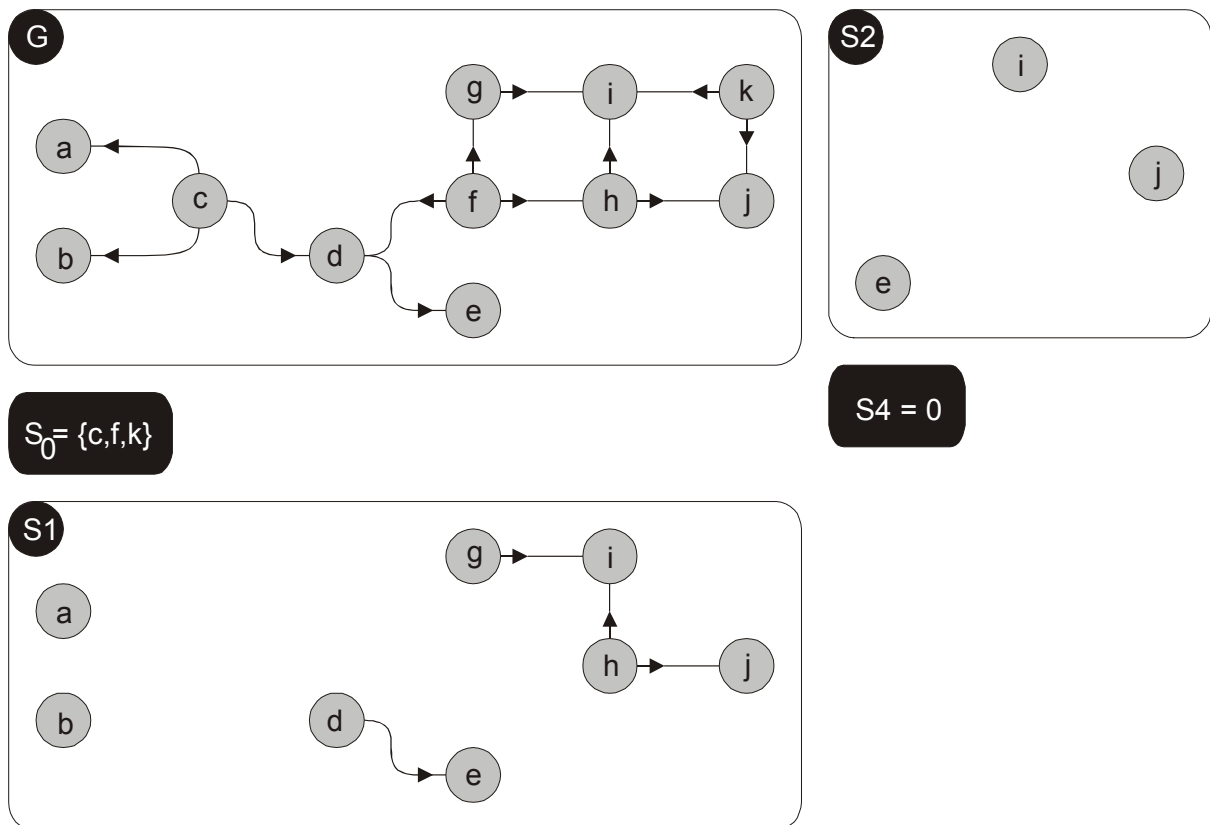 G
S2
g
i
k
i
a
j
c
f
h
j
b
d
e
e
S4 = 0
S0= {c,f,k}
S1
g
i
a
h
j
b
d
e